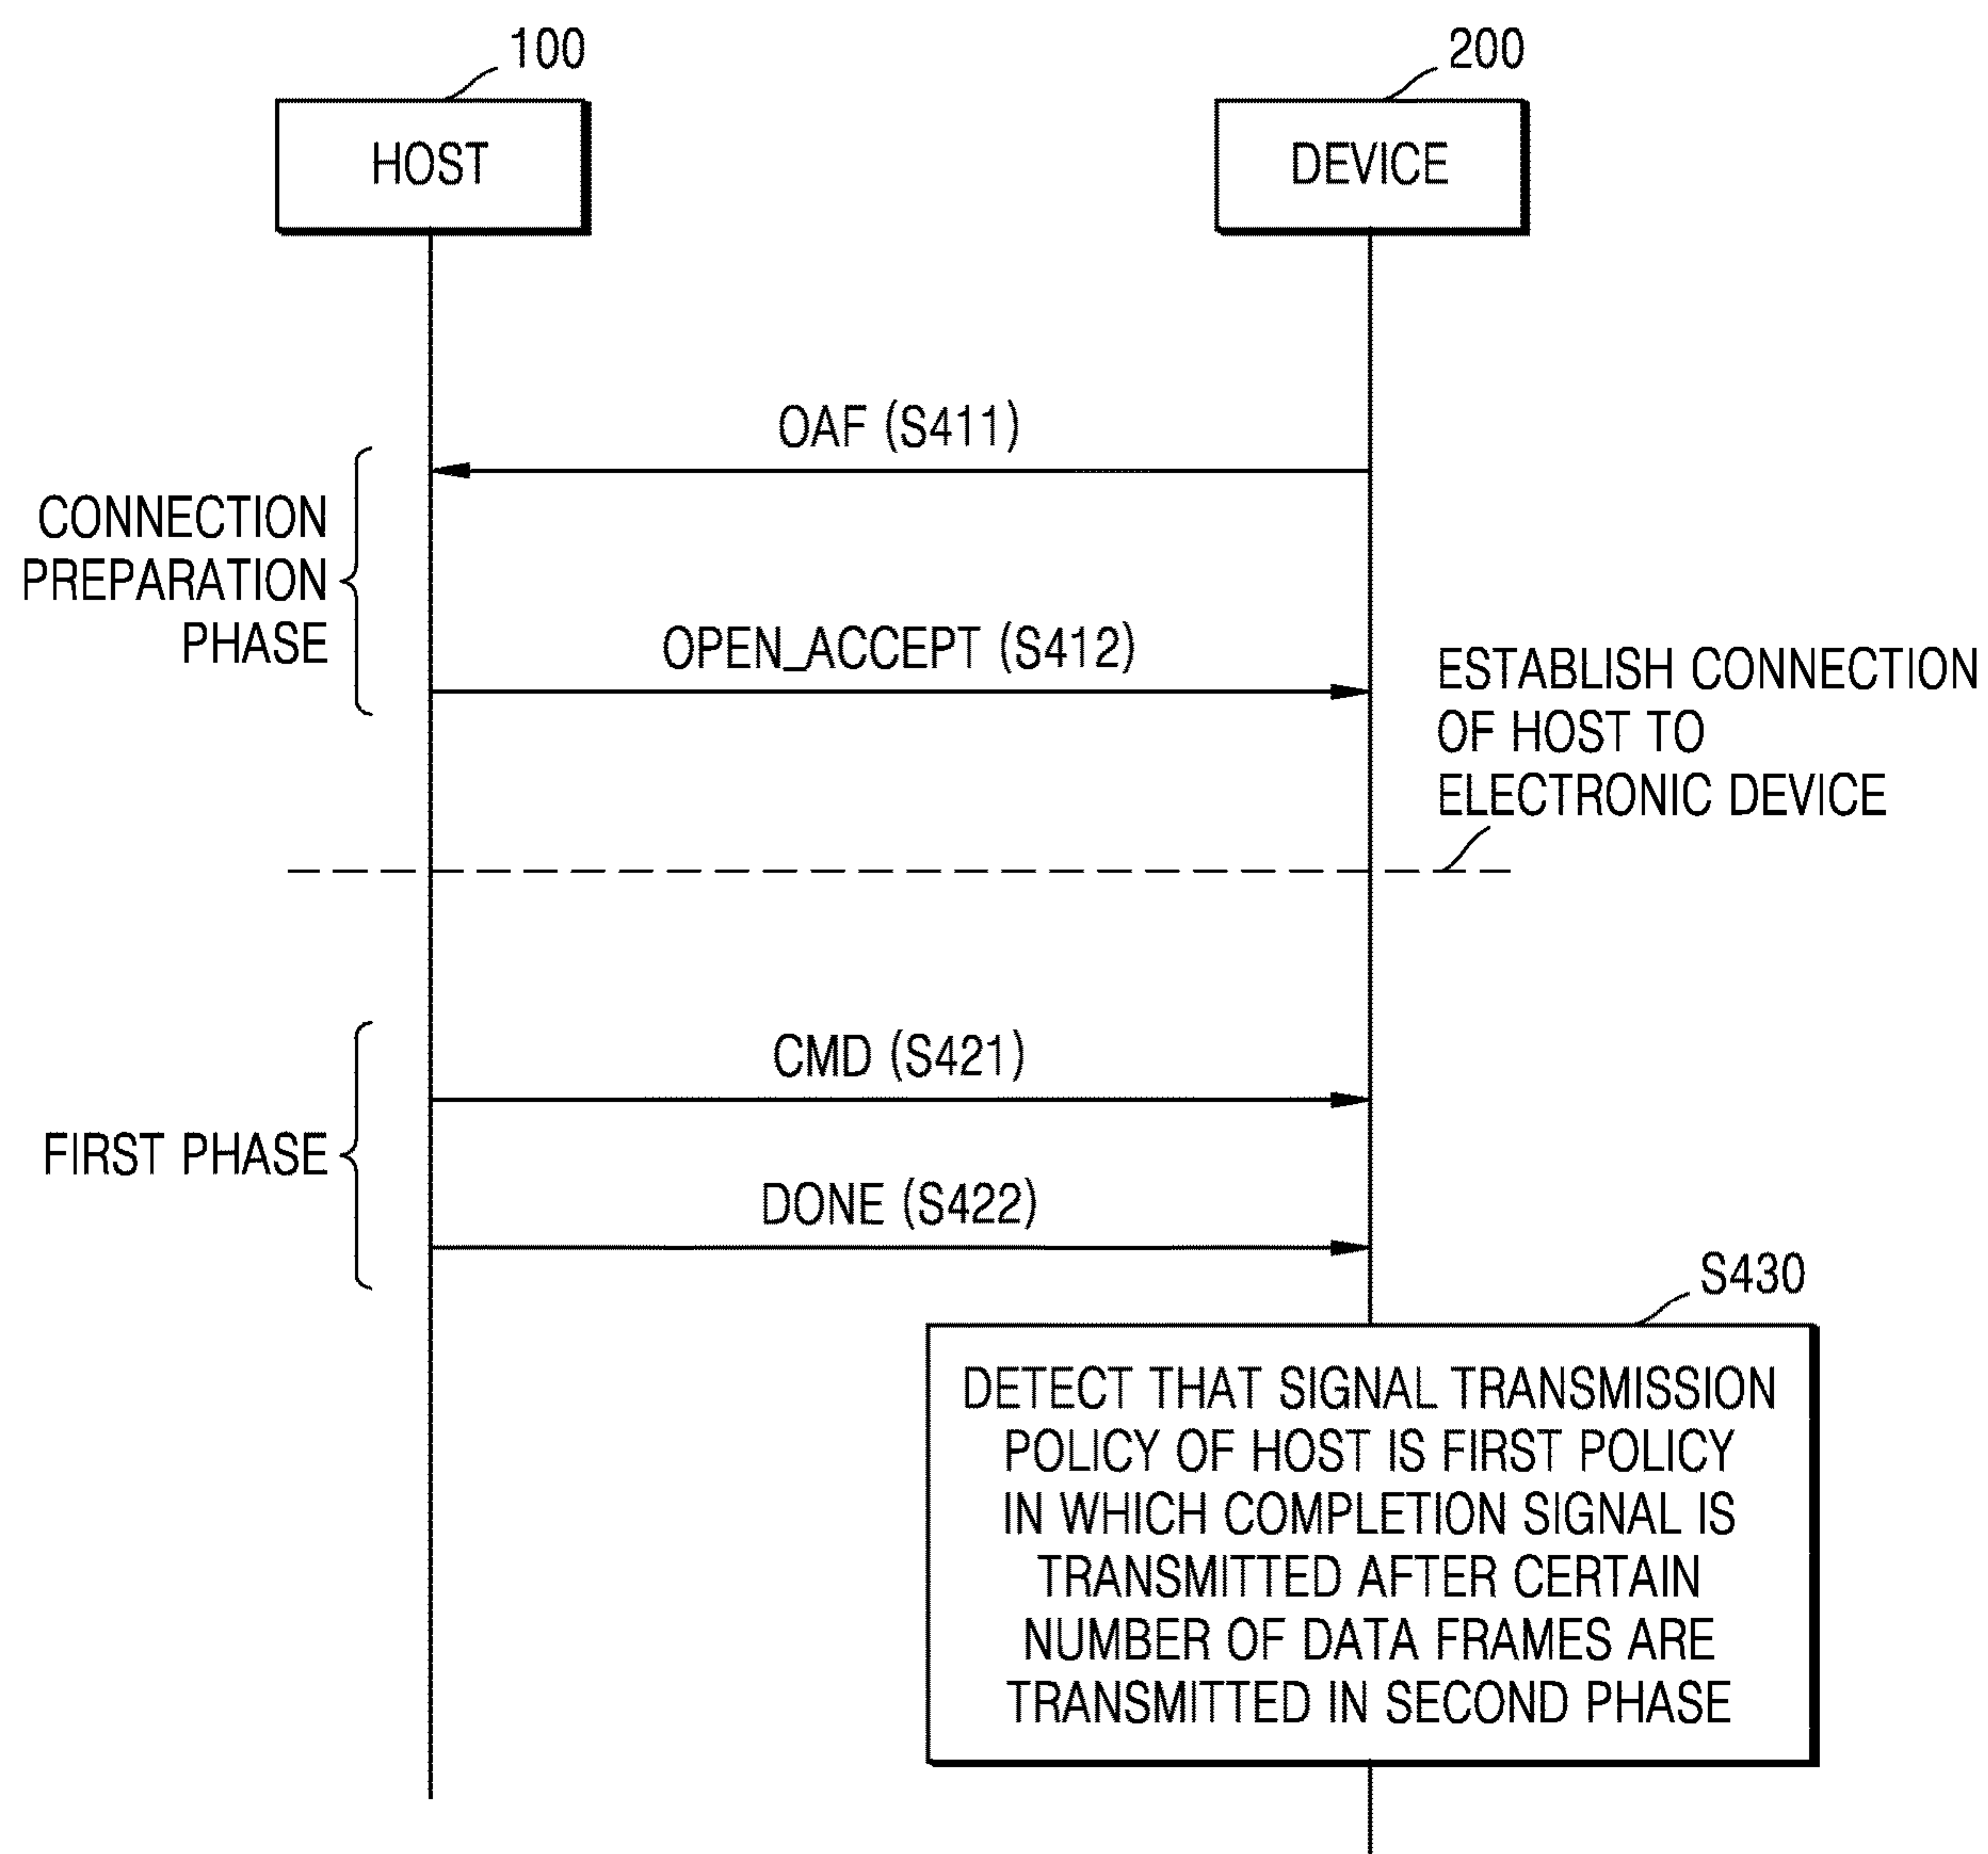 100
200
HOST
DEVICE
OAF (S411)
CONNECTION
PREPARATION
PHASE
OPEN_ACCEPT (S412)
ESTABLISH CONNECTION
OF HOST TO
ELECTRONIC DEVICE
CMD (S421)
FIRST PHASE
DONE (S422)
S430
DETECT THAT SIGNAL TRANSMISSION
POLICY OF HOST IS FIRST POLICY
IN WHICH COMPLETION SIGNAL IS
TRANSMITTED AFTER CERTAIN
NUMBER OF DATA FRAMES ARE
TRANSMITTED IN SECOND PHASE